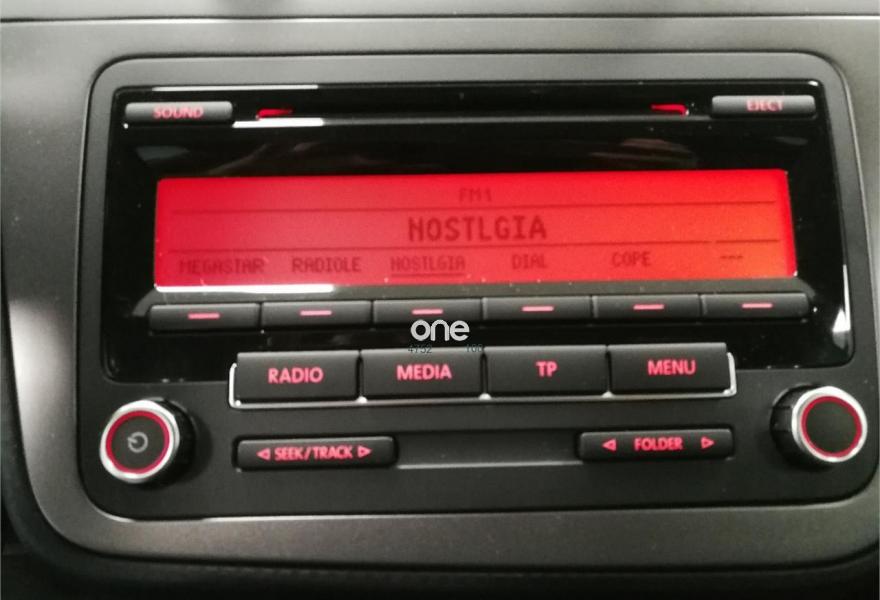 SOUND EJECT
FM1
NOSTLGIA
MEGASTAR RADIOLE NOSTLGIA DIAL COPE ---
one
RADIO MEDIA TP MENU
SEEK/TRACK FOLDER